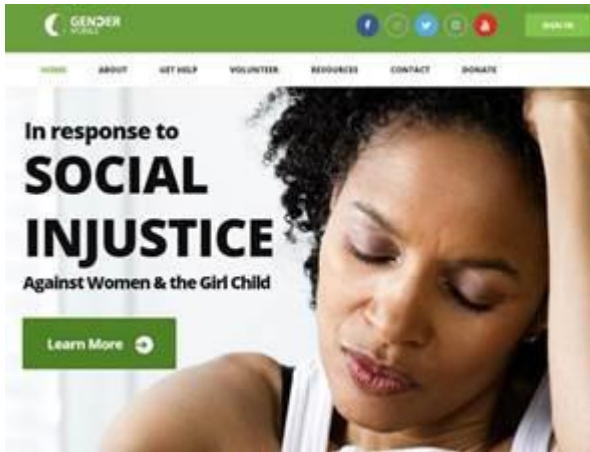 GENDER
MOBILE
SIGN IN
HOME ABOUT GET HELP VOLUNTEER RESOURCES CONTACT DONATE
In response to
SOCIAL
INJUSTICE
Against Women & the Girl Child
Learn More